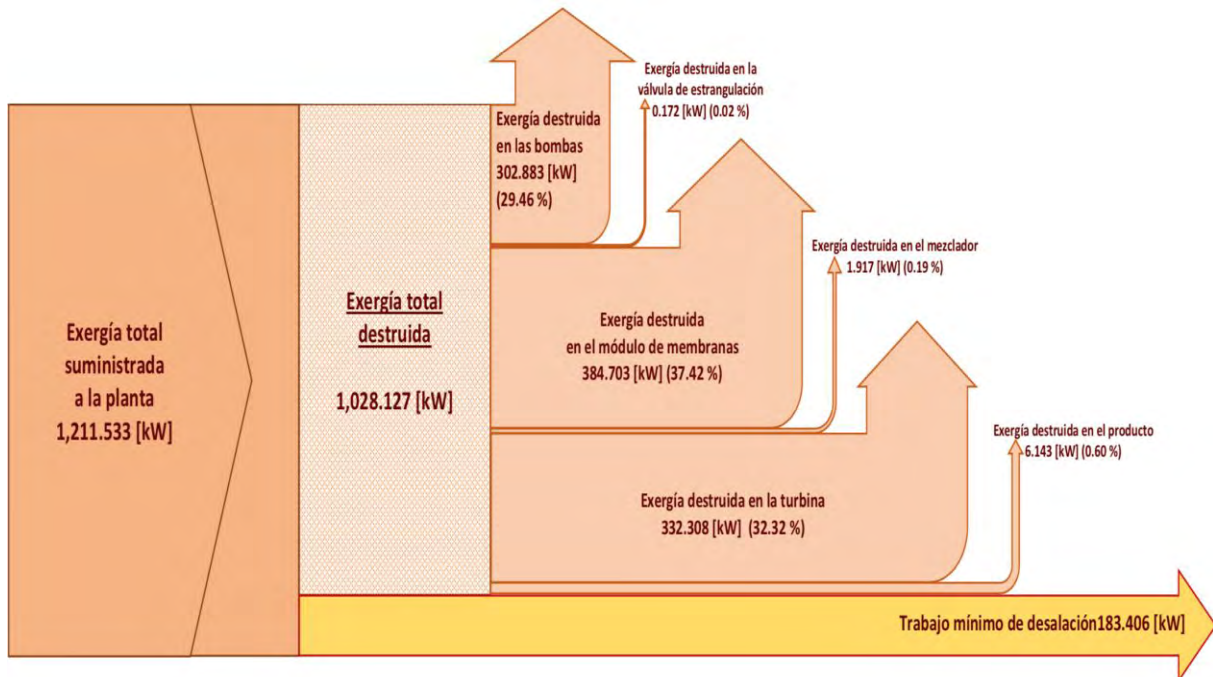 Exergía total
suministrada
a la planta
1,211.533 [kW]
Exergía total
destruida
1,028.127 [kW]
Exergía destruida
en las bombas
302.883 [kW]
(29.46 %)
Exergía destruida en la
válvula de estrangulación
0.172 [kW] (0.02 %)
Exergía destruida
en el módulo de membranas
384.703 [kW] (37.42 %)
Exergía destruida en el mezclador
1.917 [kW] (0.19 %)
Exergía destruida en la turbina
332.308 [kW] (32.32 %)
Exergía destruida en el producto
6.143 [kW] (0.60 %)
Trabajo mínimo de desalación183.406 [kW]